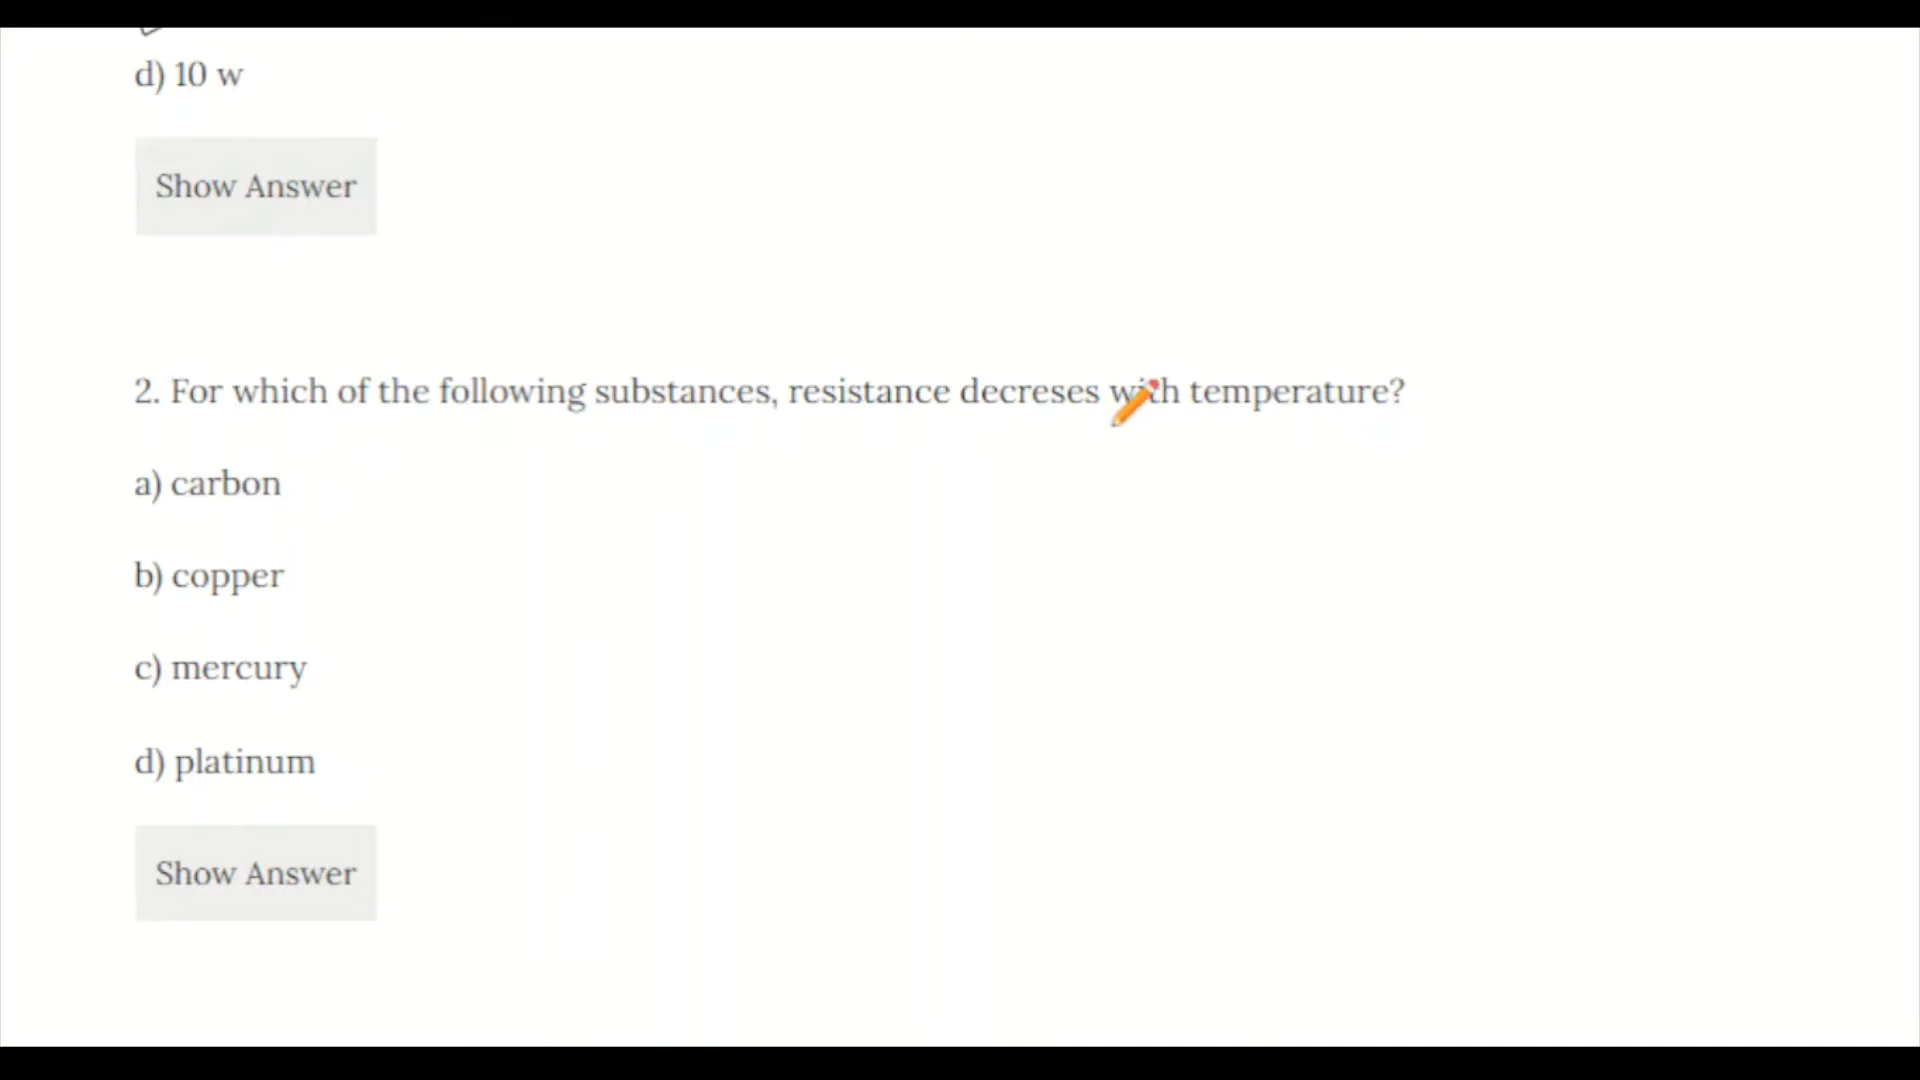 d) 10 w
Show Answer
2. For which of the following substances, resistance decreses with temperature?
a) carbon
b) copper
c) mercury
d) platinum
Show Answer